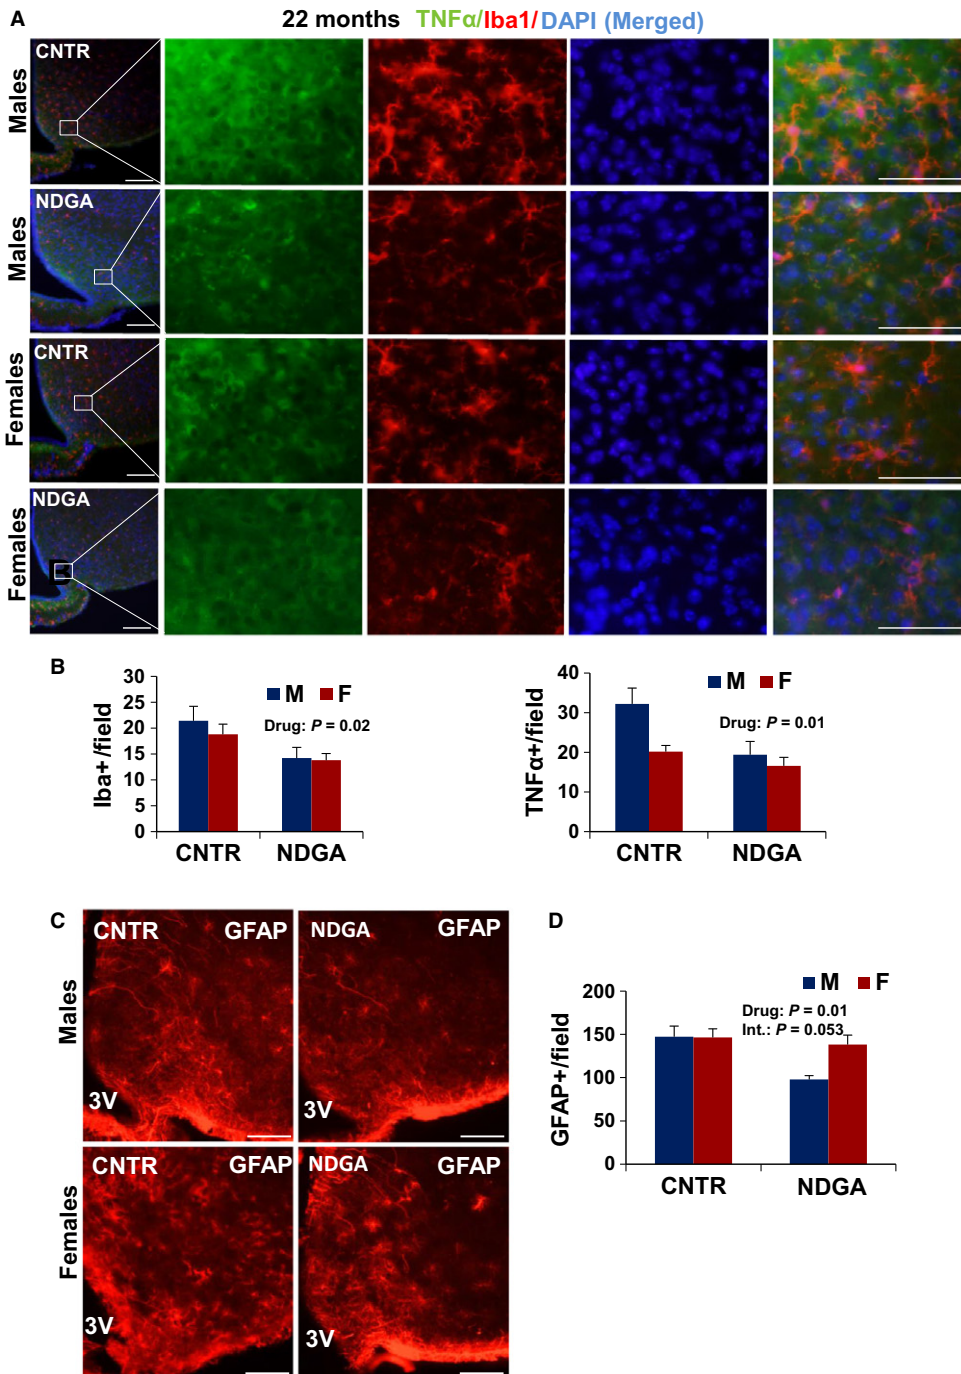 A
22 months TNFα/Iba1/DAPI (Merged)
Males
CNTR
Males
NDGA
Females
CNTR
Females
NDGA
B
Iba+/field
30
25
20
15
10
5
0
M F
Drug: P = 0.02
CNTR NDGA
TNFα+/field
40
30
20
10
0
M F
Drug: P = 0.01
CNTR NDGA
C
Males
CNTR GFAP
3V
NDGA GFAP
Females
CNTR GFAP
3V
NDGA GFAP
D
GFAP+/field
200
150
100
50
0
M F
Drug: P = 0.01
Int.: P = 0.053
CNTR NDGA